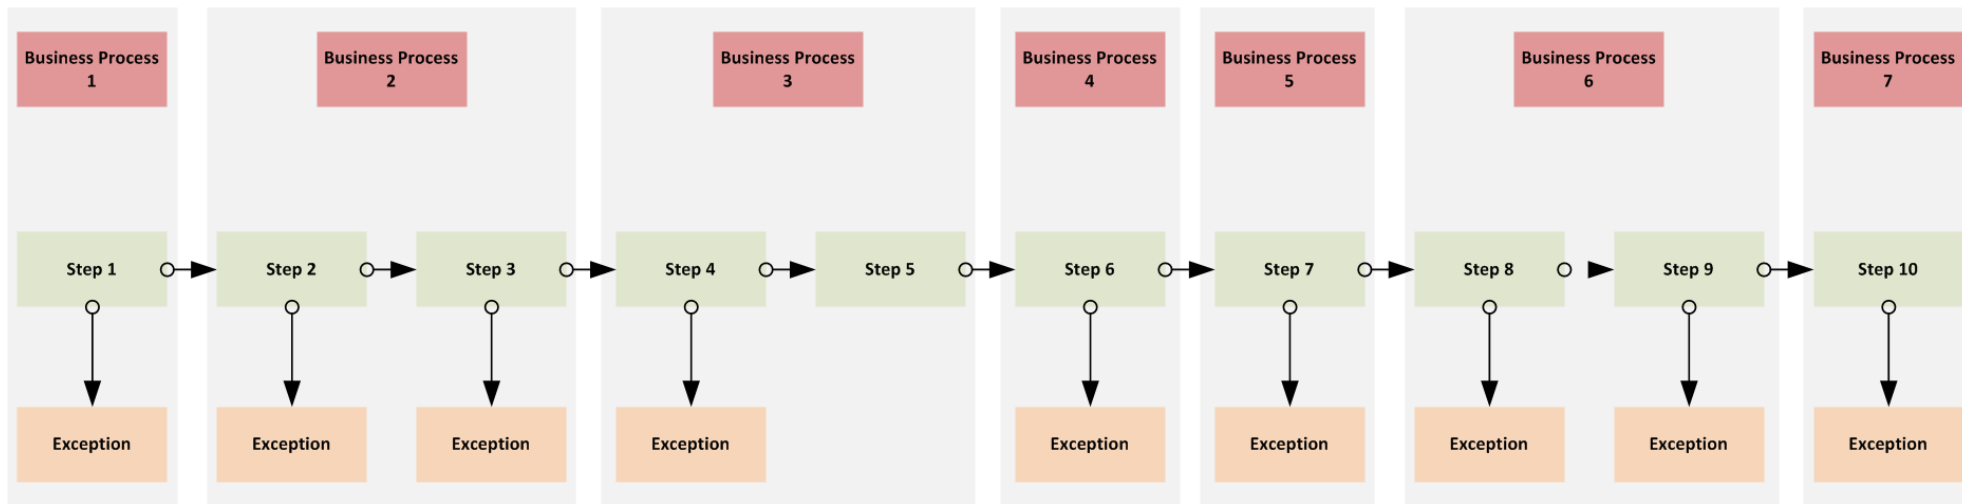 Business Process
1
Business Process
2
Business Process
3
Business Process
4
Business Process
5
Business Process
6
Business Process
7
Step 1
Step 2
Step 3
Step 4
Step 5
Step 6
Step 7
Step 8
Step 9
Step 10
Exception
Exception
Exception
Exception
Exception
Exception
Exception
Exception
Exception